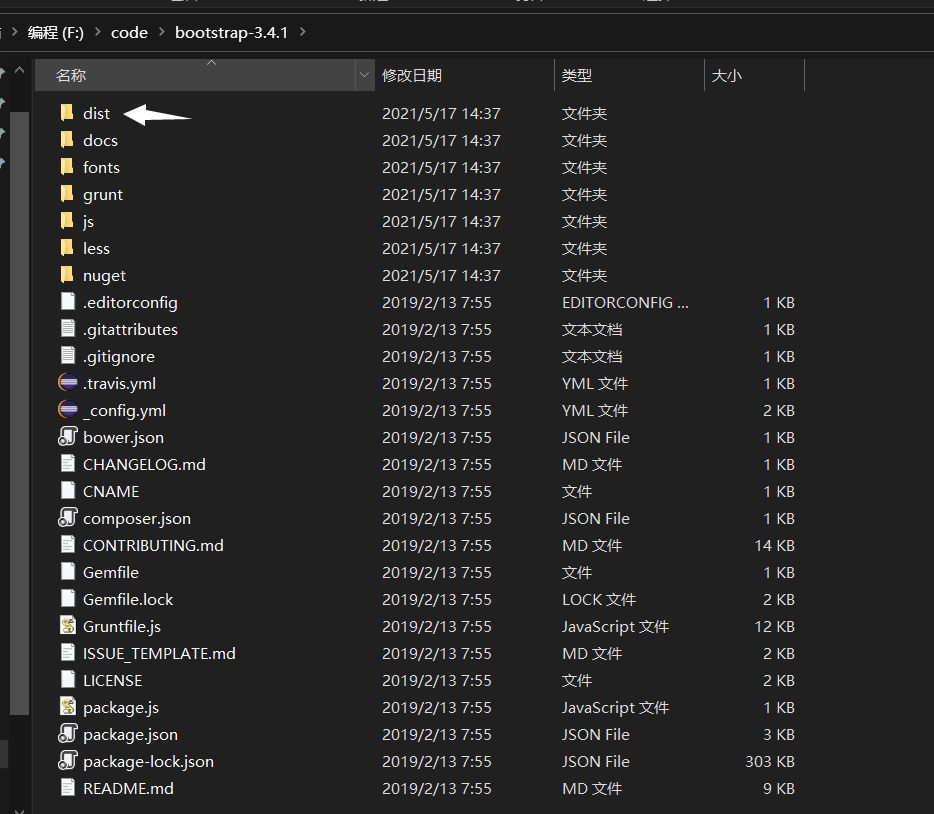 编程 (F:) > code > bootstrap-3.4.1 >
名称 修改日期 类型 大小
dist 2021/5/17 14:37 文件夹
docs 2021/5/17 14:37 文件夹
fonts 2021/5/17 14:37 文件夹
grunt 2021/5/17 14:37 文件夹
js 2021/5/17 14:37 文件夹
less 2021/5/17 14:37 文件夹
nuget 2021/5/17 14:37 文件夹
.editorconfig 2019/2/13 7:55 EDITORCONFIG ... 1 KB
.gitattributes 2019/2/13 7:55 文本文档 1 KB
.gitignore 2019/2/13 7:55 文本文档 1 KB
.travis.yml 2019/2/13 7:55 YML 文件 1 KB
_config.yml 2019/2/13 7:55 YML 文件 2 KB
bower.json 2019/2/13 7:55 JSON File 1 KB
CHANGELOG.md 2019/2/13 7:55 MD 文件 1 KB
CNAME 2019/2/13 7:55 文件 1 KB
composer.json 2019/2/13 7:55 JSON File 1 KB
CONTRIBUTING.md 2019/2/13 7:55 MD 文件 14 KB
Gemfile 2019/2/13 7:55 文件 1 KB
Gemfile.lock 2019/2/13 7:55 LOCK 文件 2 KB
Gruntfile.js 2019/2/13 7:55 JavaScript 文件 12 KB
ISSUE_TEMPLATE.md 2019/2/13 7:55 MD 文件 2 KB
LICENSE 2019/2/13 7:55 文件 2 KB
package.js 2019/2/13 7:55 JavaScript 文件 1 KB
package.json 2019/2/13 7:55 JSON File 3 KB
package-lock.json 2019/2/13 7:55 JSON File 303 KB
README.md 2019/2/13 7:55 MD 文件 9 KB